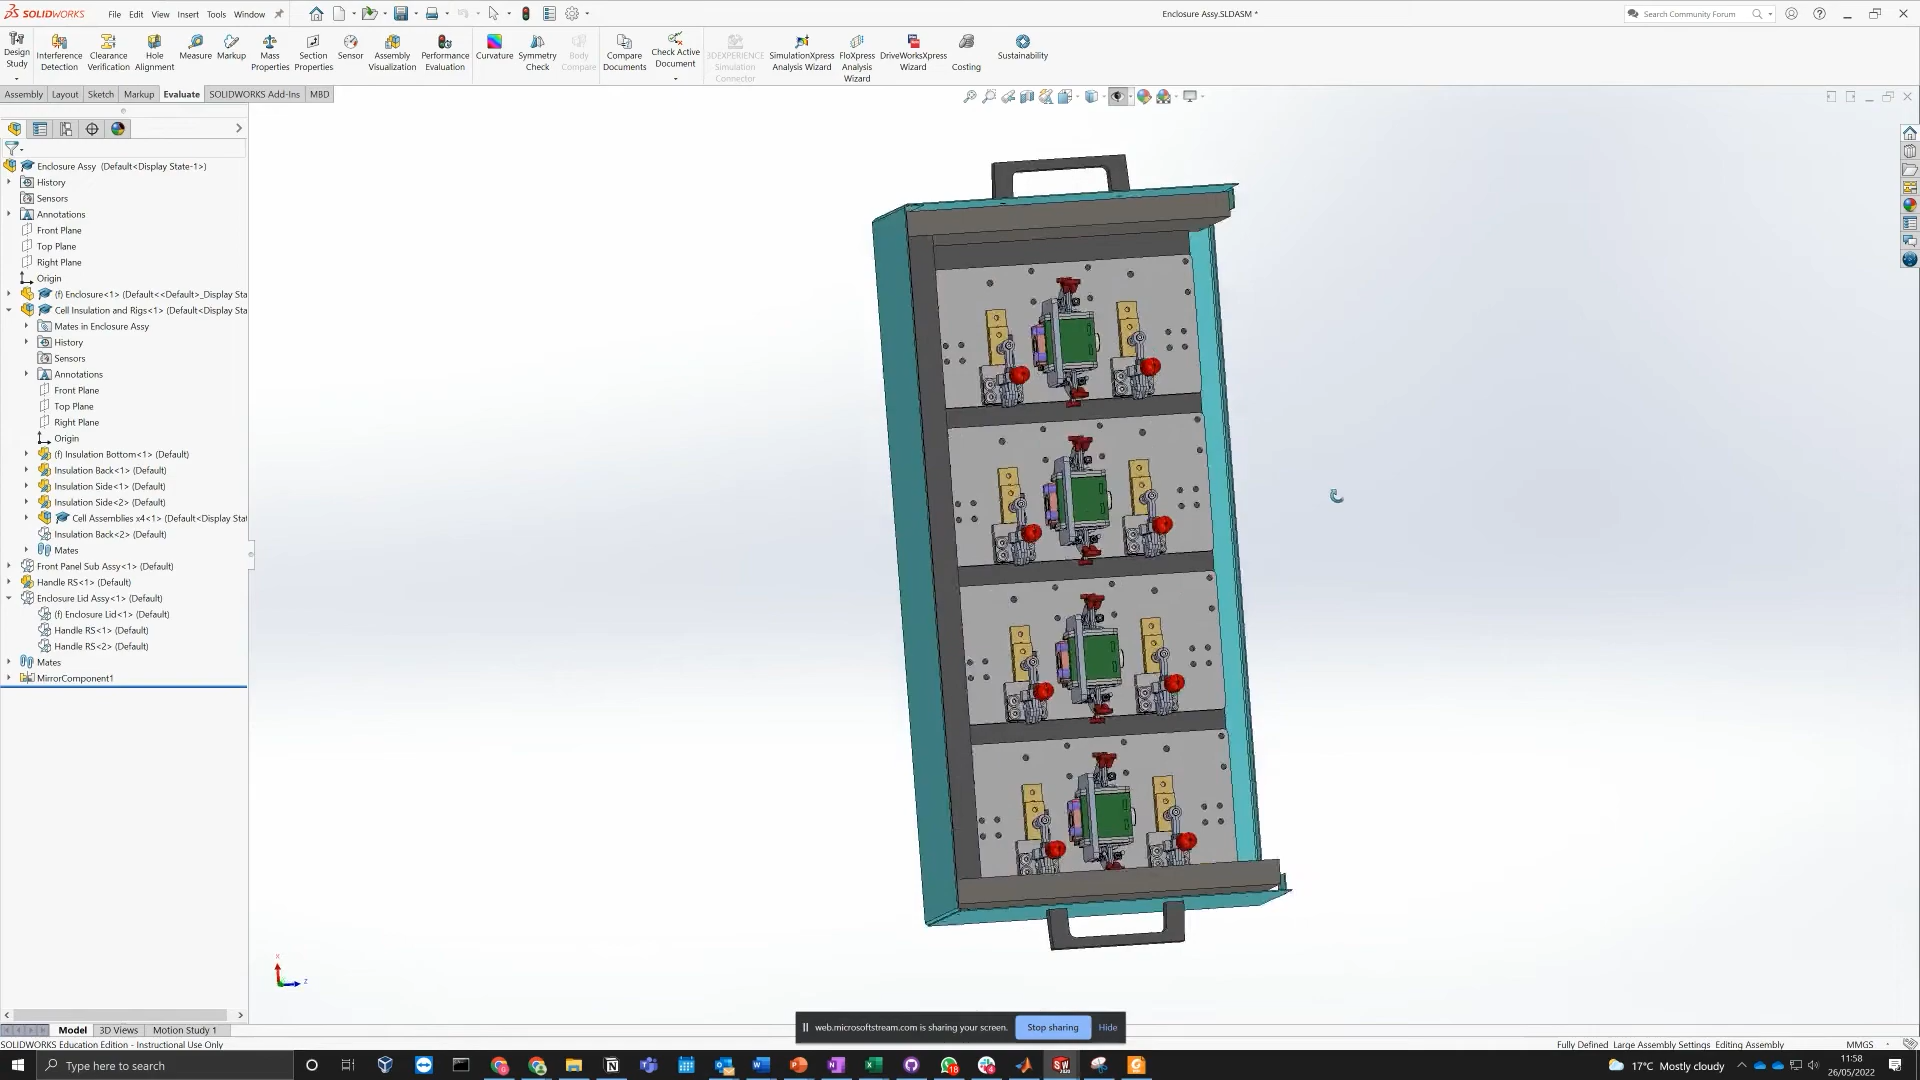 SOLIDWORKS
File Edit View Insert Tools Window
Enclosure Assy.SLDASM *
Search Community Forum
Design Study
Interference Detection
Clearance Verification
Hole Alignment
Measure
Markup
Mass Properties
Section Properties
Sensor
Assembly Visualization
Performance Evaluation
Curvature
Symmetry Check
Body Compare
Compare Documents
Check Active Document
3DEXPERIENCE Simulation Connector
SimulationXpress Analysis Wizard
FloXpress Analysis Wizard
DriveWorksXpress Wizard
Costing
Sustainability
Assembly Layout Sketch Markup Evaluate SOLIDWORKS Add-Ins MBD
Enclosure Assy (Default<Display State-1>)
History
Sensors
Annotations
Front Plane
Top Plane
Right Plane
Origin
(f) Enclosure<1> (Default<<Default>_Display Sta
Cell Insulation and Rigs<1> (Default<Display Sta
Mates in Enclosure Assy
History
Sensors
Annotations
Front Plane
Top Plane
Right Plane
Origin
(f) Insulation Bottom<1> (Default)
Insulation Back<1> (Default)
Insulation Side<1> (Default)
Insulation Side<2> (Default)
Cell Assemblies x4<1> (Default<Display Sta
Insulation Back<2> (Default)
Mates
Front Panel Sub Assy<1> (Default)
Handle RS<1> (Default)
Enclosure Lid Assy<1> (Default)
(f) Enclosure Lid<1> (Default)
Handle RS<1> (Default)
Handle RS<2> (Default)
Mates
MirrorComponent1
X
Z
Model 3D Views Motion Study 1
web.microsoftstream.com is sharing your screen. Stop sharing Hide
SOLIDWORKS Education Edition - Instructional Use Only
Fully Defined Large Assembly Settings Editing Assembly MMGS
Type here to search
17°C Mostly cloudy
11:58
26/05/2022